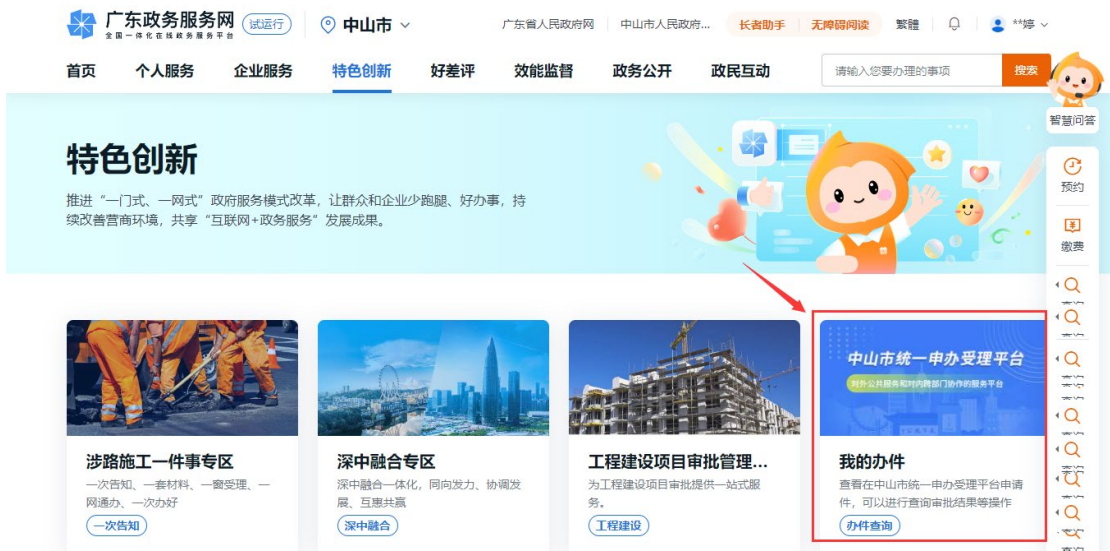 广东政务服务网 试运行 中山市 广东省人民政府网 中山市人民政府... 长者助手 无障碍阅读 繁體 **婷
全国一体化在线政务服务平台
首页 个人服务 企业服务 特色创新 好差评 效能监督 政务公开 政民互动 请输入您要办理的事项 搜索
智慧问答
特色创新
推进“一门式、一网式”政府服务模式改革，让群众和企业少跑腿、好办事，持
续改善营商环境，共享“互联网+政务服务”发展成果。
预约
缴费
中山市统一申办受理平台
对外公共服务和对内跨部门协作的服务平台
涉路施工一件事专区
一次告知、一套材料、一窗受理、一
网通办、一次办好
一次告知
深中融合专区
深中融合一体化，同向发力、协调发
展、互惠共赢
深中融合
工程建设项目审批管理...
为工程建设项目审批提供一站式服
务。
工程建设
我的办件
查看在中山市统一申办受理平台申请
件，可以进行查询审批结果等操作
办件查询